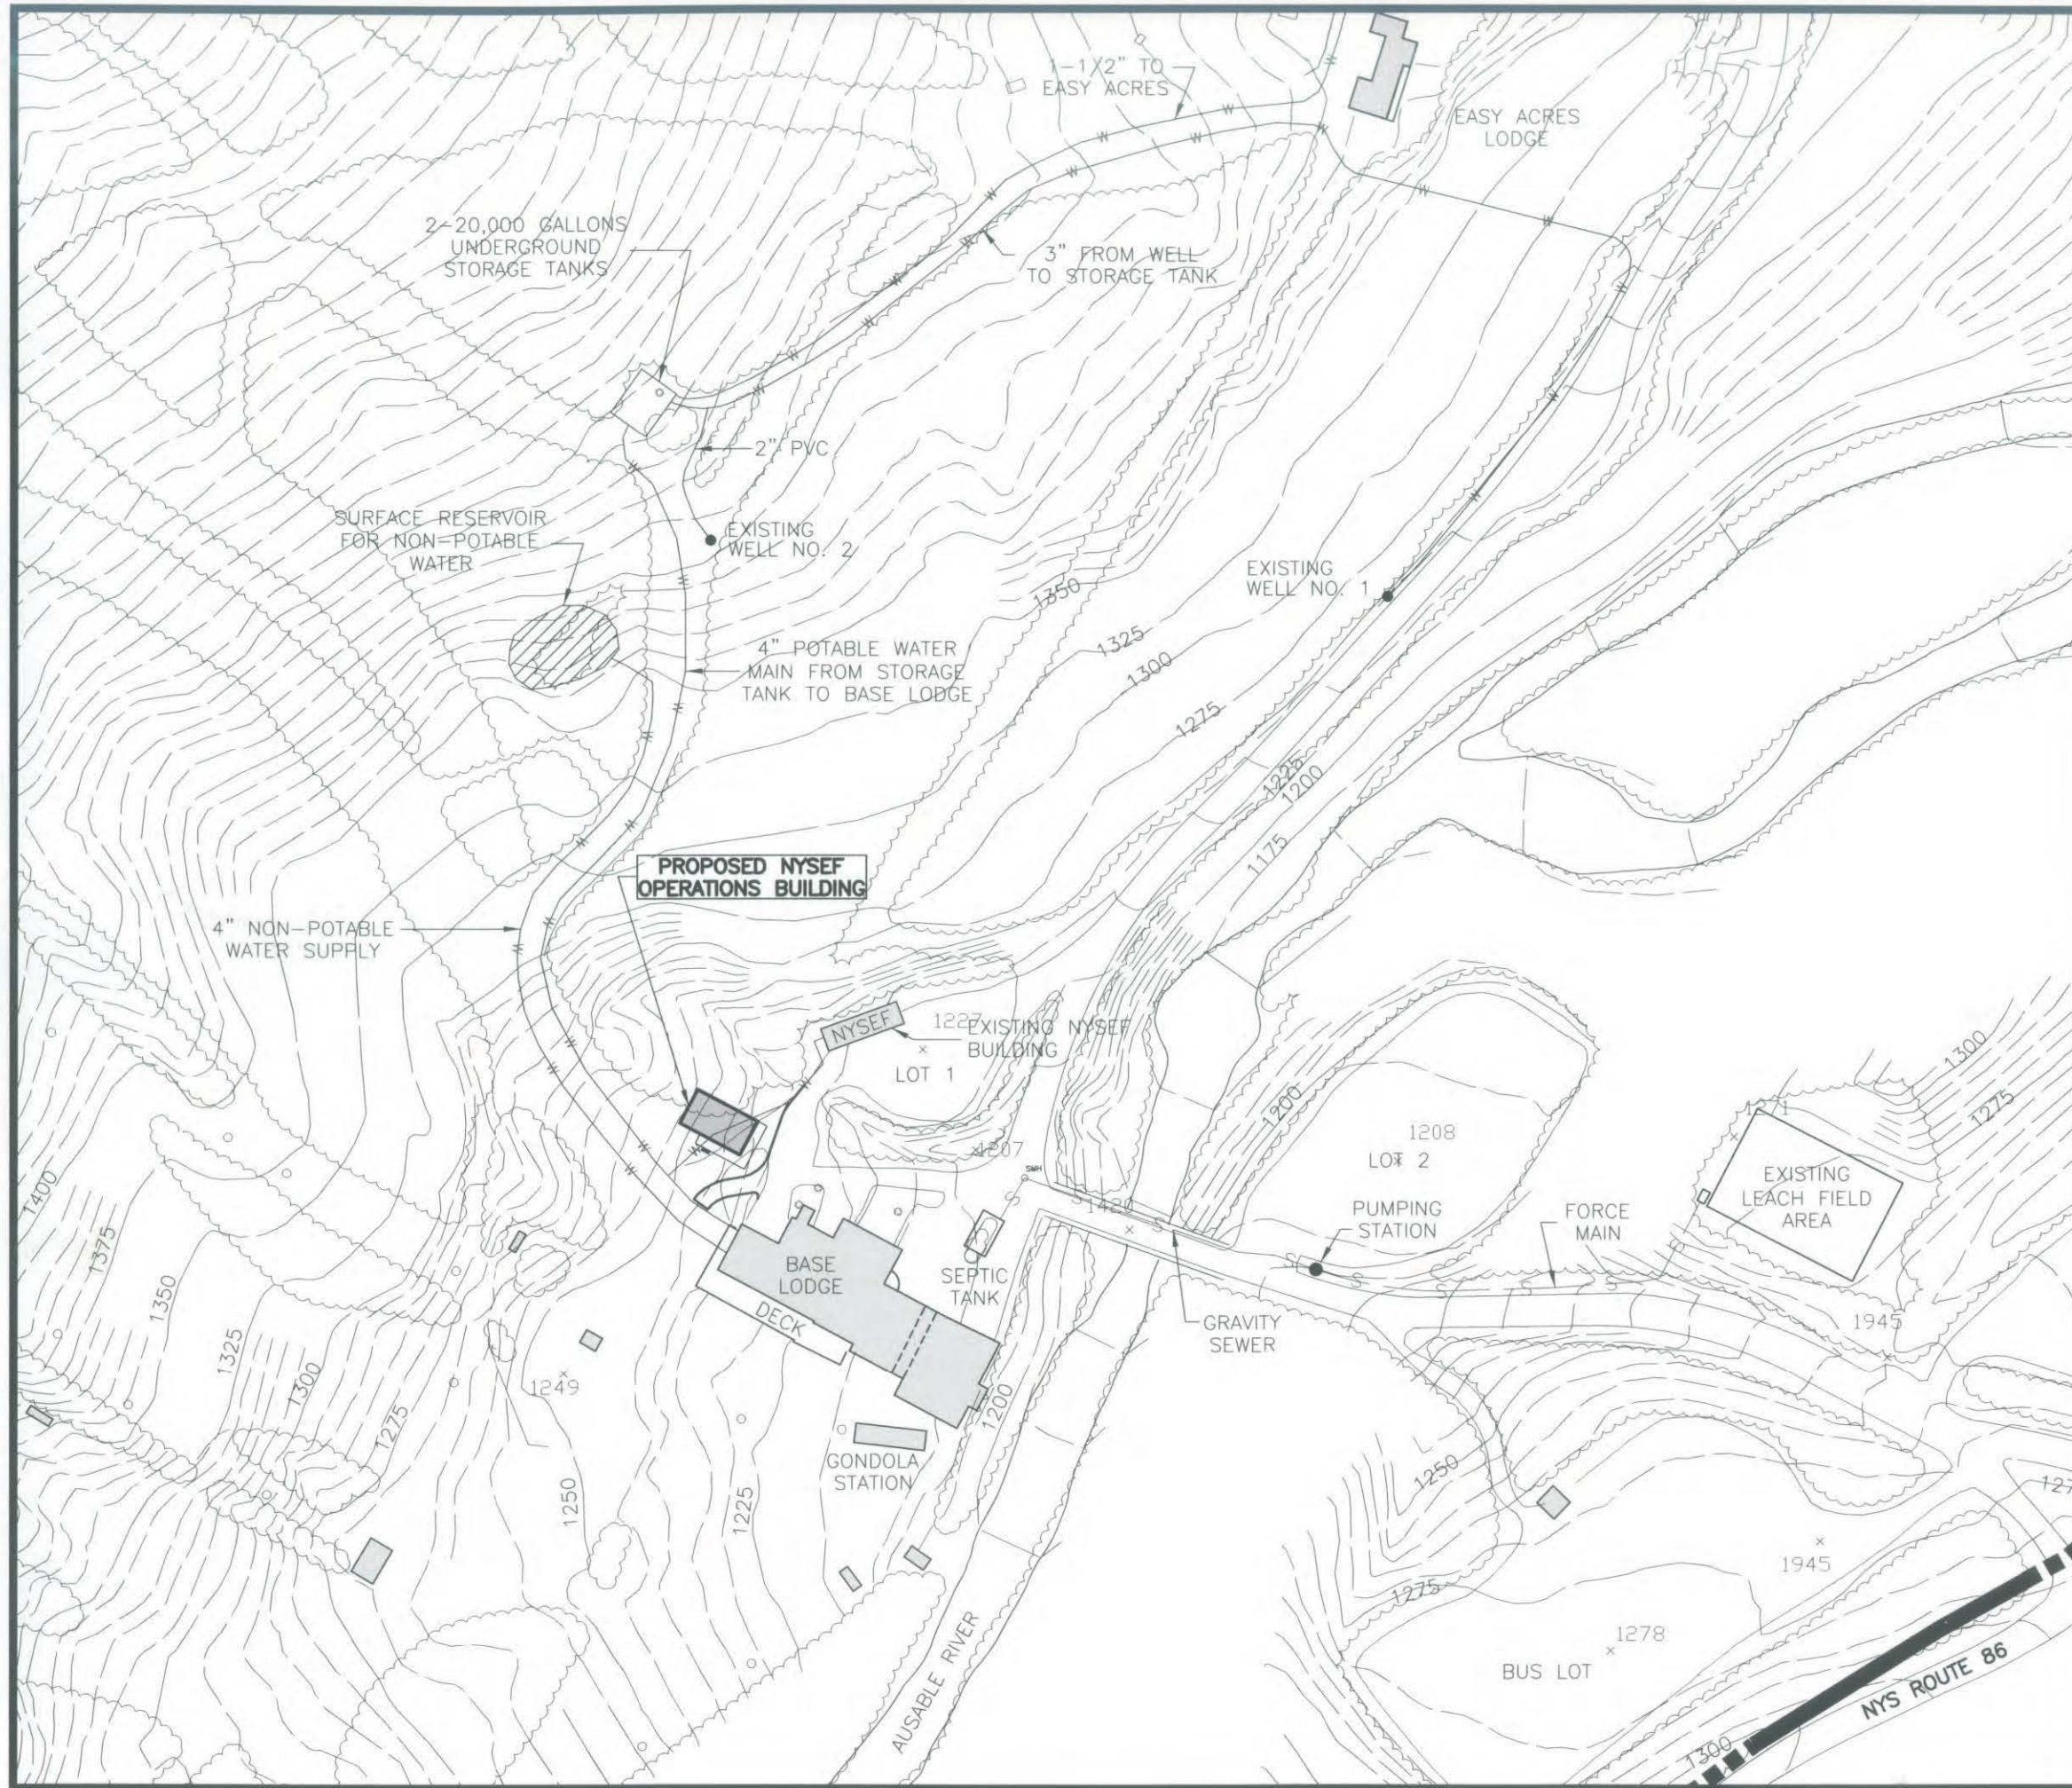 1-1/2" TO
EASY ACRES
EASY ACRES
LODGE
2-20,000 GALLONS
UNDERGROUND
STORAGE TANKS
3" FROM WELL
TO STORAGE TANK
2" PVC
SURFACE RESERVOIR
FOR NON-POTABLE
WATER
EXISTING
WELL NO. 2
EXISTING
WELL NO. 1
1350
1325
1300
1275
4" POTABLE WATER
MAIN FROM STORAGE
TANK TO BASE LODGE
1225
1200
1175
PROPOSED NYSEF
OPERATIONS BUILDING
4" NON-POTABLE
WATER SUPPLY
NYSEF
1227
EXISTING NYSEF
BUILDING
LOT 1
1207
SMH
1200
1208
LOT 2
1271
1300
1275
EXISTING
LEACH FIELD
AREA
PUMPING
STATION
FORCE
MAIN
1420
GRAVITY
SEWER
SEPTIC
TANK
BASE
LODGE
DECK
1400
1375
1350
1325
1300
1275
1249
1250
1225
1200
GONDOLA
STATION
1945
1250
1275
1945
1278
BUS LOT
AUSABLE RIVER
NYS ROUTE 86
1300